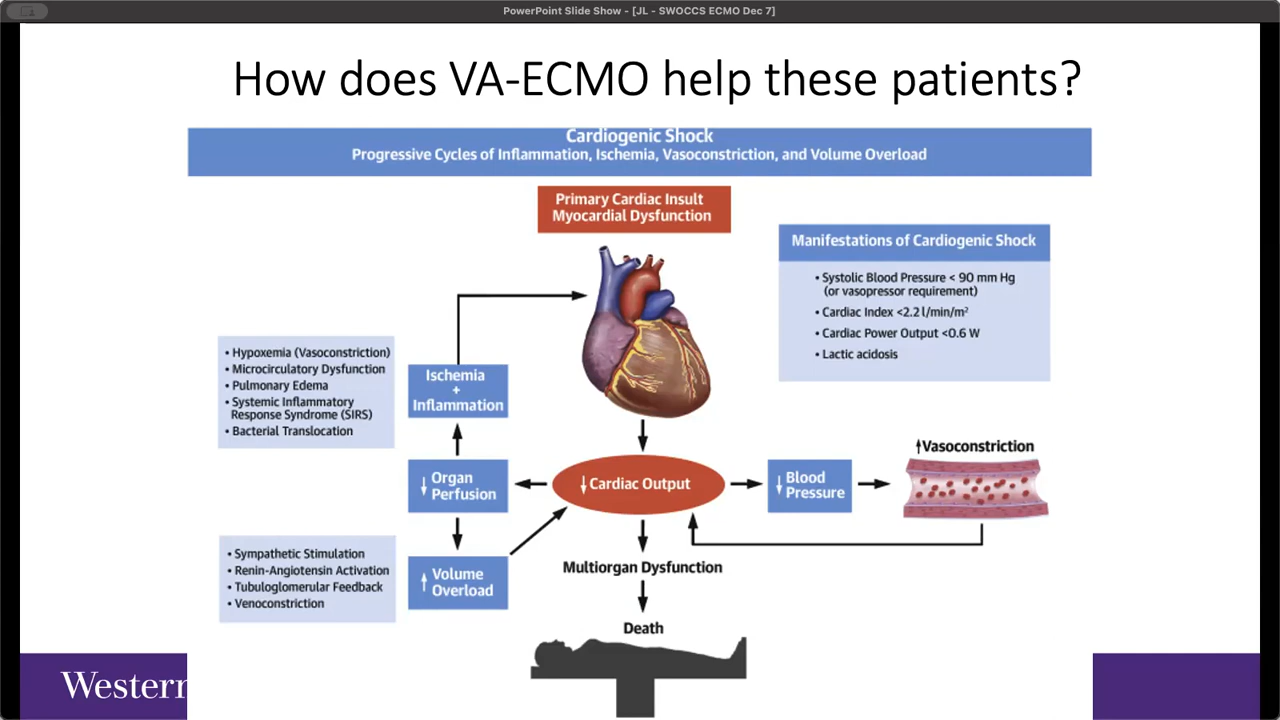 PowerPoint Slide Show - [JL - SWOCCS ECMO Dec 7]
How does VA-ECMO help these patients?
Cardiogenic Shock
Progressive Cycles of Inflammation, Ischemia, Vasoconstriction, and Volume Overload
Primary Cardiac Insult
Myocardial Dysfunction
Manifestations of Cardiogenic Shock
• Systolic Blood Pressure < 90 mm Hg
(or vasopressor requirement)
• Cardiac Index <2.2 l/min/m²
• Cardiac Power Output <0.6 W
• Lactic acidosis
• Hypoxemia (Vasoconstriction)
• Microcirculatory Dysfunction
• Pulmonary Edema
• Systemic Inflammatory
Response Syndrome (SIRS)
• Bacterial Translocation
Ischemia
+
Inflammation
↓ Organ
Perfusion
↓ Cardiac Output
↓ Blood
Pressure
↑Vasoconstriction
• Sympathetic Stimulation
• Renin-Angiotensin Activation
• Tubuloglomerular Feedback
• Venoconstriction
↑ Volume
Overload
Multiorgan Dysfunction
Death
Western